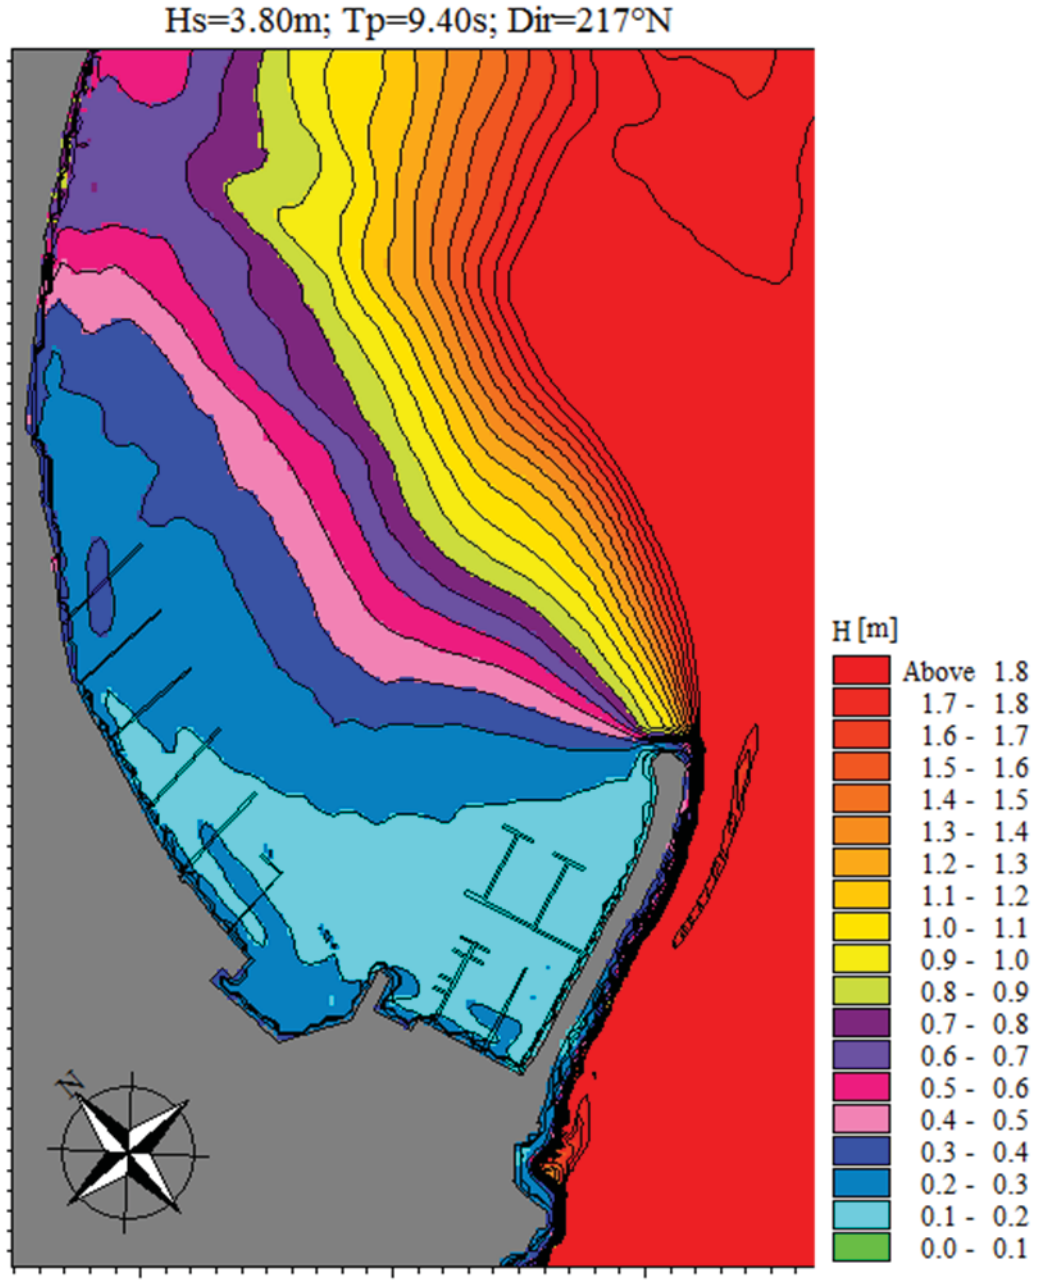 Hs=3.80m; Tp=9.40s; Dir=217°N
H [m]
Above 1.8
1.7 - 1.8
1.6 - 1.7
1.5 - 1.6
1.4 - 1.5
1.3 - 1.4
1.2 - 1.3
1.1 - 1.2
1.0 - 1.1
0.9 - 1.0
0.8 - 0.9
0.7 - 0.8
0.6 - 0.7
0.5 - 0.6
0.4 - 0.5
0.3 - 0.4
0.2 - 0.3
0.1 - 0.2
0.0 - 0.1
N